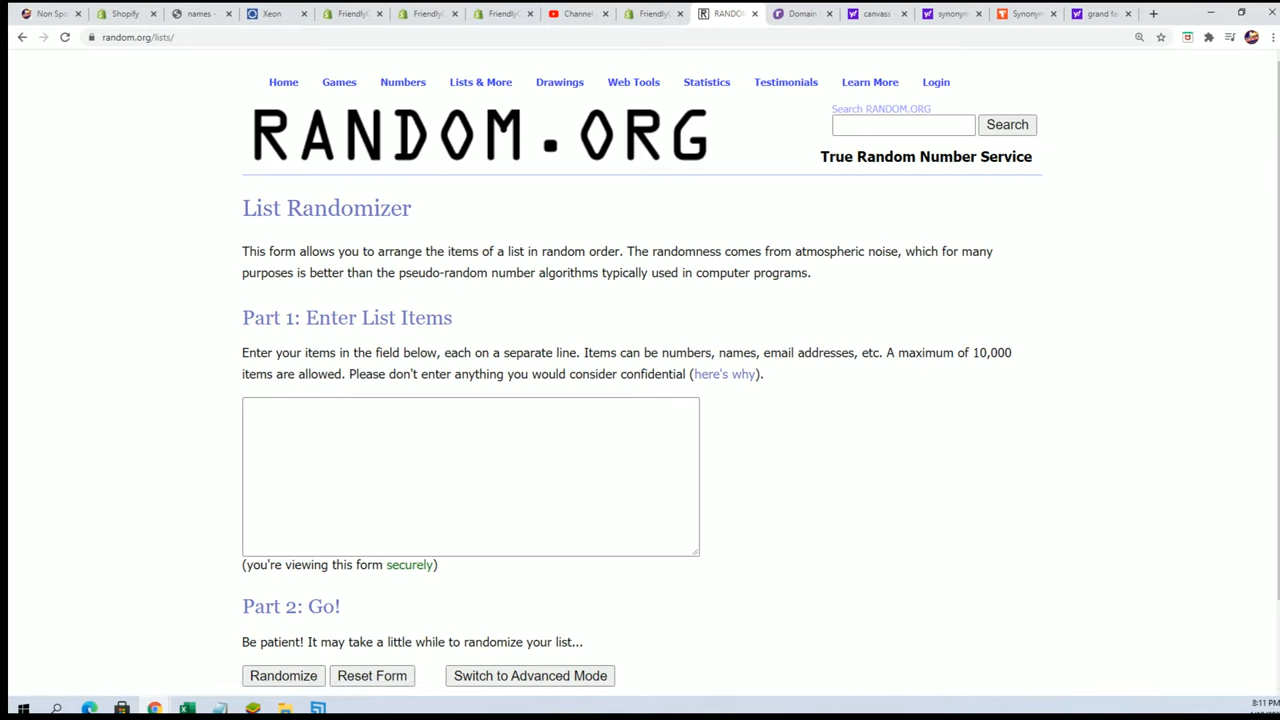 Non Spo
Shopify
names -
Xeon
FriendlyC
FriendlyC
FriendlyC
Channel
FriendlyC
RANDO
Domain
canvass
synonym
Synonym
grand fa
random.org/lists/
Home Games Numbers Lists & More Drawings Web Tools Statistics Testimonials Learn More Login
RANDOM.ORG
Search RANDOM.ORG
Search
True Random Number Service
List Randomizer
This form allows you to arrange the items of a list in random order. The randomness comes from atmospheric noise, which for many
purposes is better than the pseudo-random number algorithms typically used in computer programs.
Part 1: Enter List Items
Enter your items in the field below, each on a separate line. Items can be numbers, names, email addresses, etc. A maximum of 10,000
items are allowed. Please don't enter anything you would consider confidential (here's why).
(you're viewing this form securely)
Part 2: Go!
Be patient! It may take a little while to randomize your list...
Randomize Reset Form Switch to Advanced Mode
8:11 PM